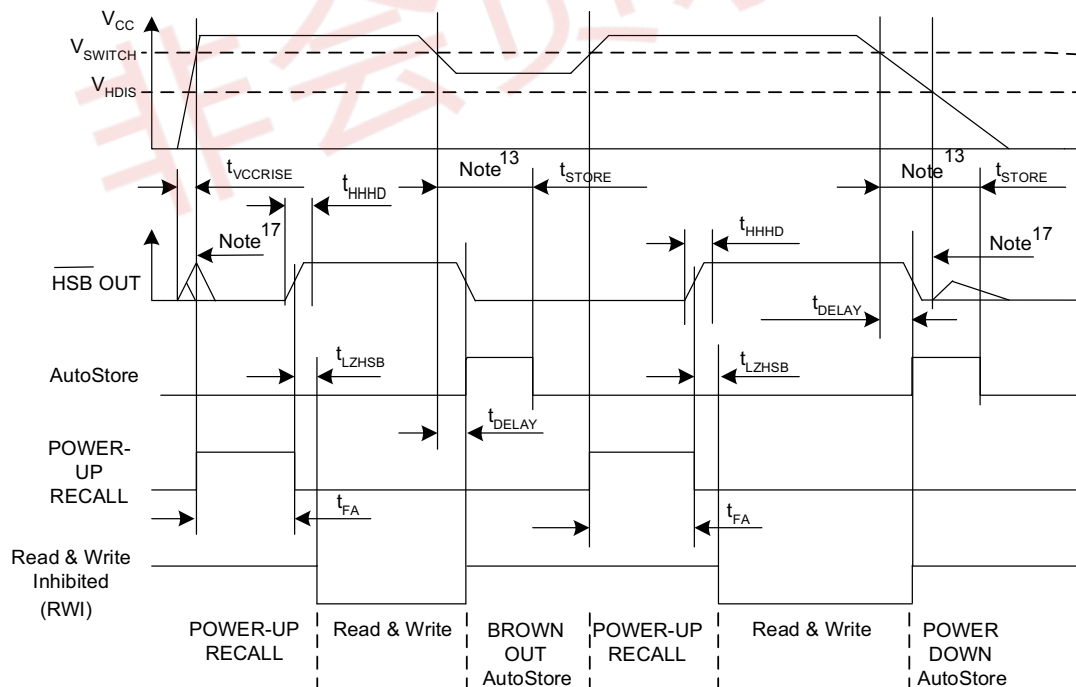 VCC
VSWITCH
VHDIS
tVCCRISE
tHHHD
Note13
tSTORE
Note13
tSTORE
Note17
tHHHD
Note17
HSB OUT
tDELAY
tLZHSB
tLZHSB
AutoStore
tDELAY
POWER-
UP
RECALL
tFA
tFA
Read & Write
Inhibited
(RWI)
POWER-UP
RECALL
Read & Write
BROWN
OUT
AutoStore
POWER-UP
RECALL
Read & Write
POWER
DOWN
AutoStore